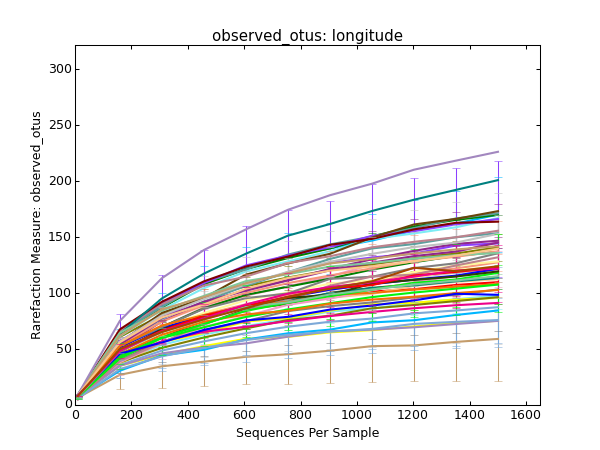 observed_otus: longitude
Rarefaction Measure: observed_otus
300
250
200
150
100
50
0
0 200 400 600 800 1000 1200 1400 1600
Sequences Per Sample